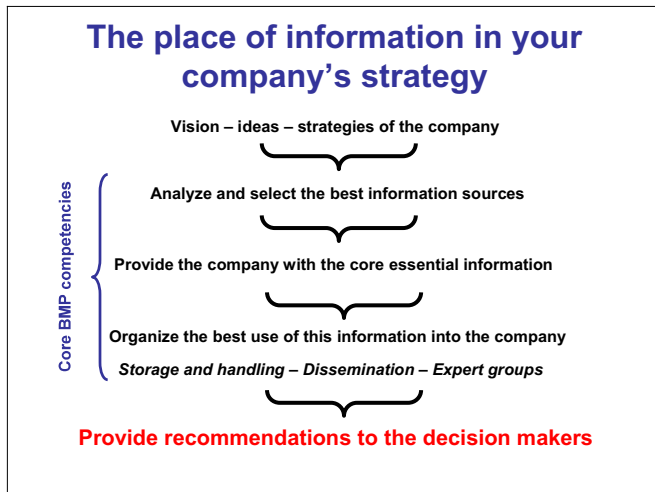 The place of information in your
company’s strategy
Vision – ideas – strategies of the company
Core BMP competencies
Analyze and select the best information sources
Provide the company with the core essential information
Organize the best use of this information into the company
Storage and handling – Dissemination – Expert groups
Provide recommendations to the decision makers